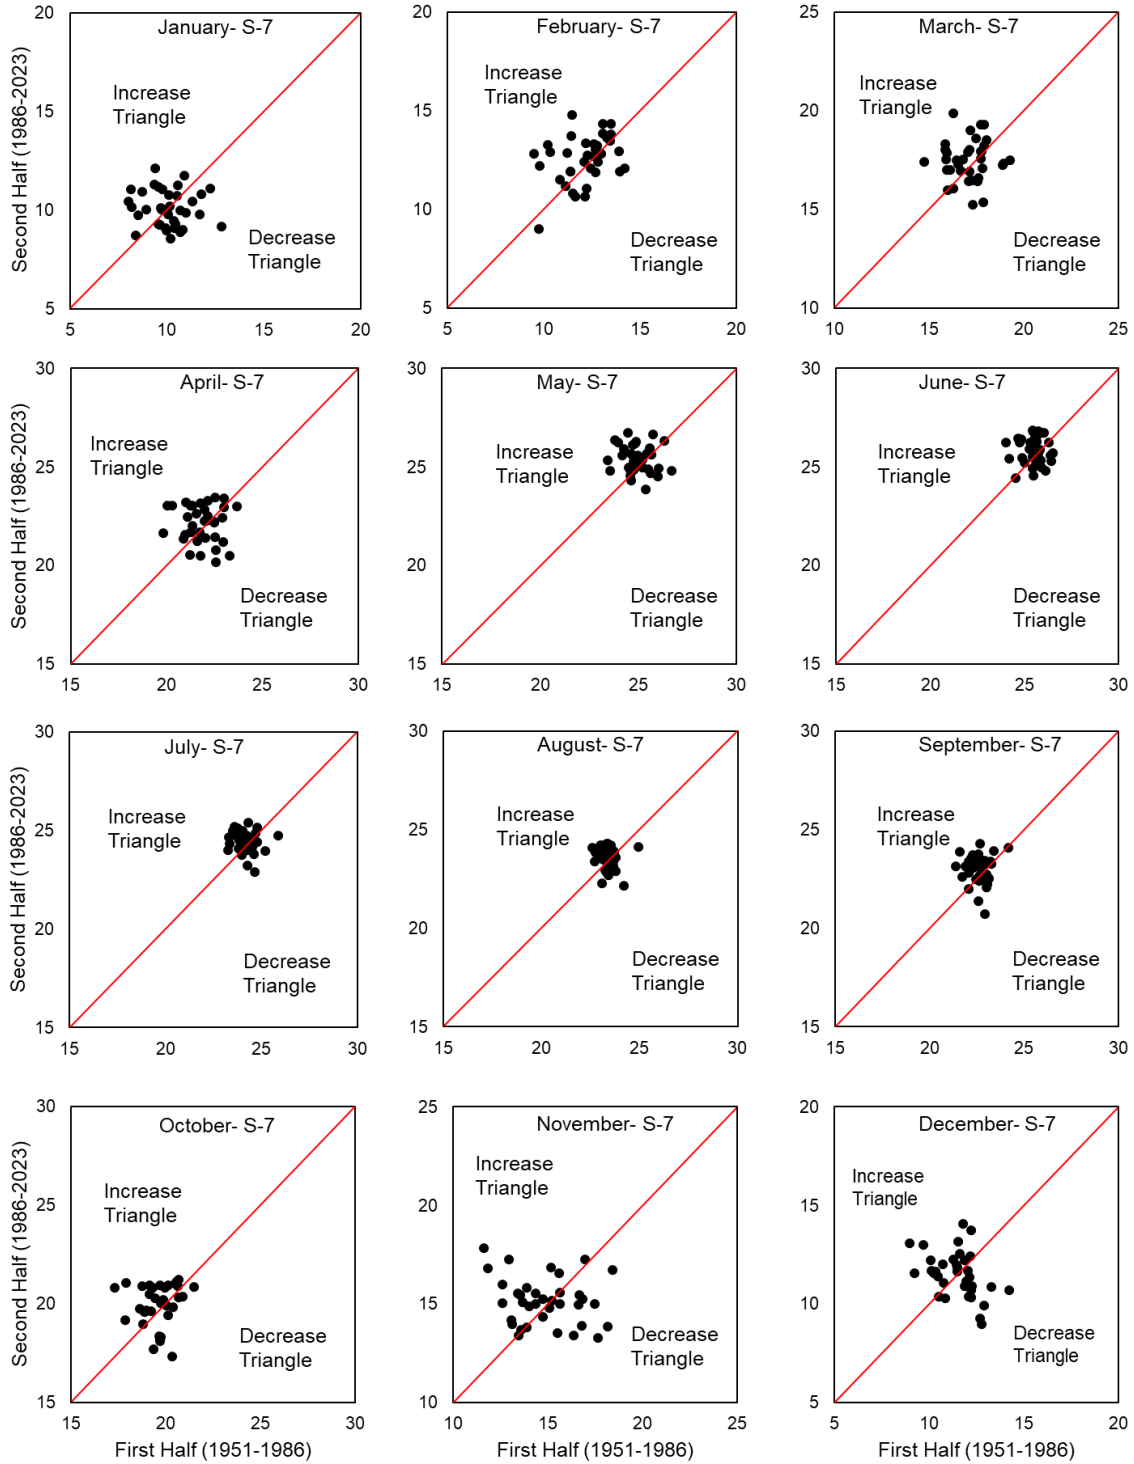 January- S-7
Second Half (1986-2023)
20
15
10
5
Increase
Triangle
Decrease
Triangle
5
10
15
20
February- S-7
20
15
10
5
Increase
Triangle
Decrease
Triangle
5
10
15
20
March- S-7
25
20
15
10
Increase
Triangle
Decrease
Triangle
10
15
20
25
April- S-7
Second Half (1986-2023)
30
25
20
15
Increase
Triangle
Decrease
Triangle
15
20
25
30
May- S-7
30
25
20
15
Increase
Triangle
Decrease
Triangle
15
20
25
30
June- S-7
30
25
20
15
Increase
Triangle
Decrease
Triangle
15
20
25
30
July- S-7
Second Half (1986-2023)
30
25
20
15
Increase
Triangle
Decrease
Triangle
15
20
25
30
August- S-7
30
25
20
15
Increase
Triangle
Decrease
Triangle
15
20
25
30
September- S-7
30
25
20
15
Increase
Triangle
Decrease
Triangle
15
20
25
30
October- S-7
Second Half (1986-2023)
30
25
20
15
Increase
Triangle
Decrease
Triangle
15
20
25
30
First Half (1951-1986)
November- S-7
25
20
15
10
Increase
Triangle
Decrease
Triangle
10
15
20
25
First Half (1951-1986)
December- S-7
20
15
10
5
Increase
Triangle
Decrease
Triangle
5
10
15
20
First Half (1951-1986)